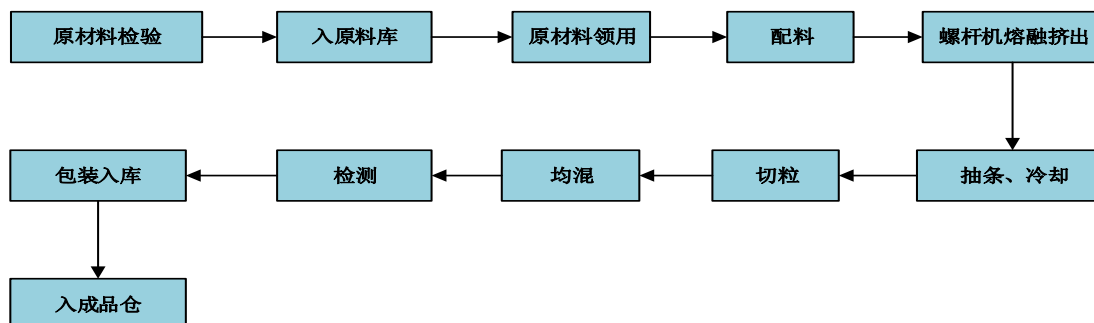 原材料检验
入原料库
原材料领用
配料
螺杆机熔融挤出
抽条、冷却
切粒
均混
检测
包装入库
入成品仓